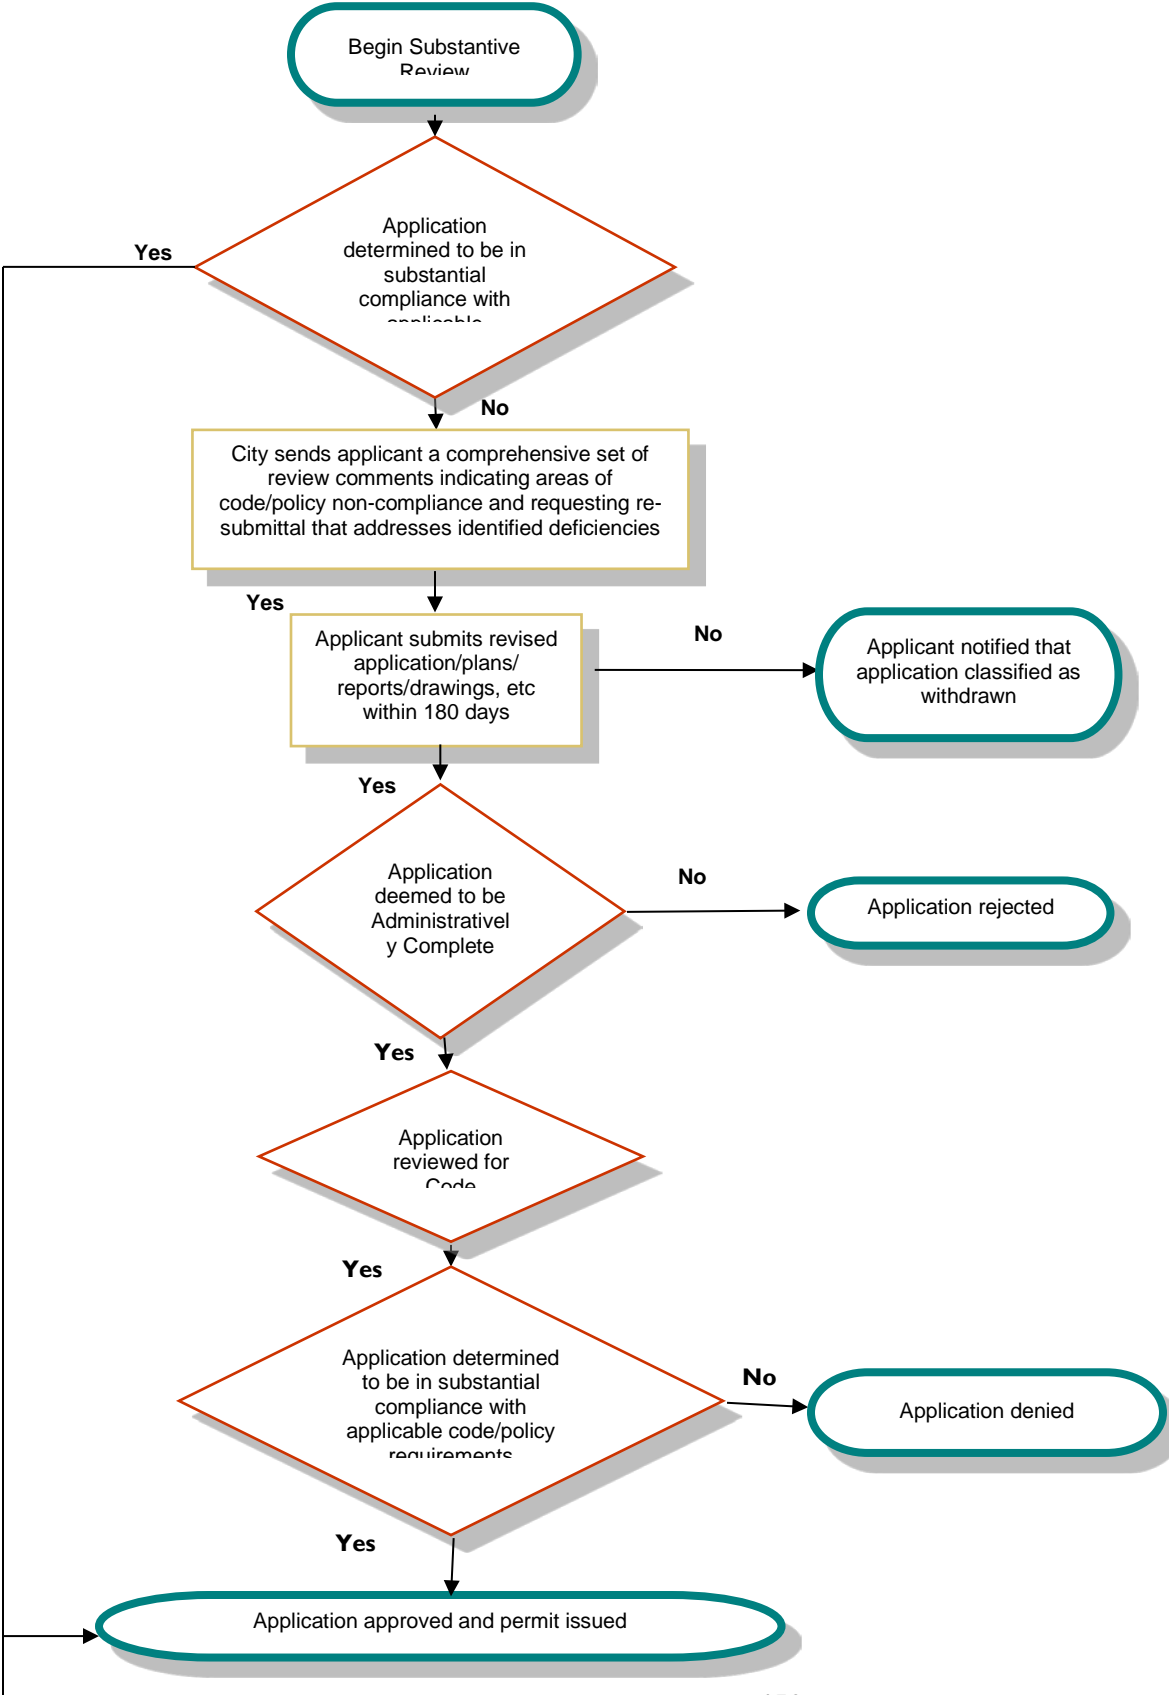 Begin Substantive
Review
Application
determined to be in
substantial
compliance with
applicable
Yes
No
City sends applicant a comprehensive set of
review comments indicating areas of
code/policy non-compliance and requesting re-
submittal that addresses identified deficiencies
Yes
Applicant submits revised
application/plans/
reports/drawings, etc
within 180 days
No
Applicant notified that
application classified as
withdrawn
Yes
Application
deemed to be
Administrativel
y Complete
No
Application rejected
Yes
Application
reviewed for
Code
Yes
Application determined
to be in substantial
compliance with
applicable code/policy
requirements
No
Application denied
Yes
Application approved and permit issued